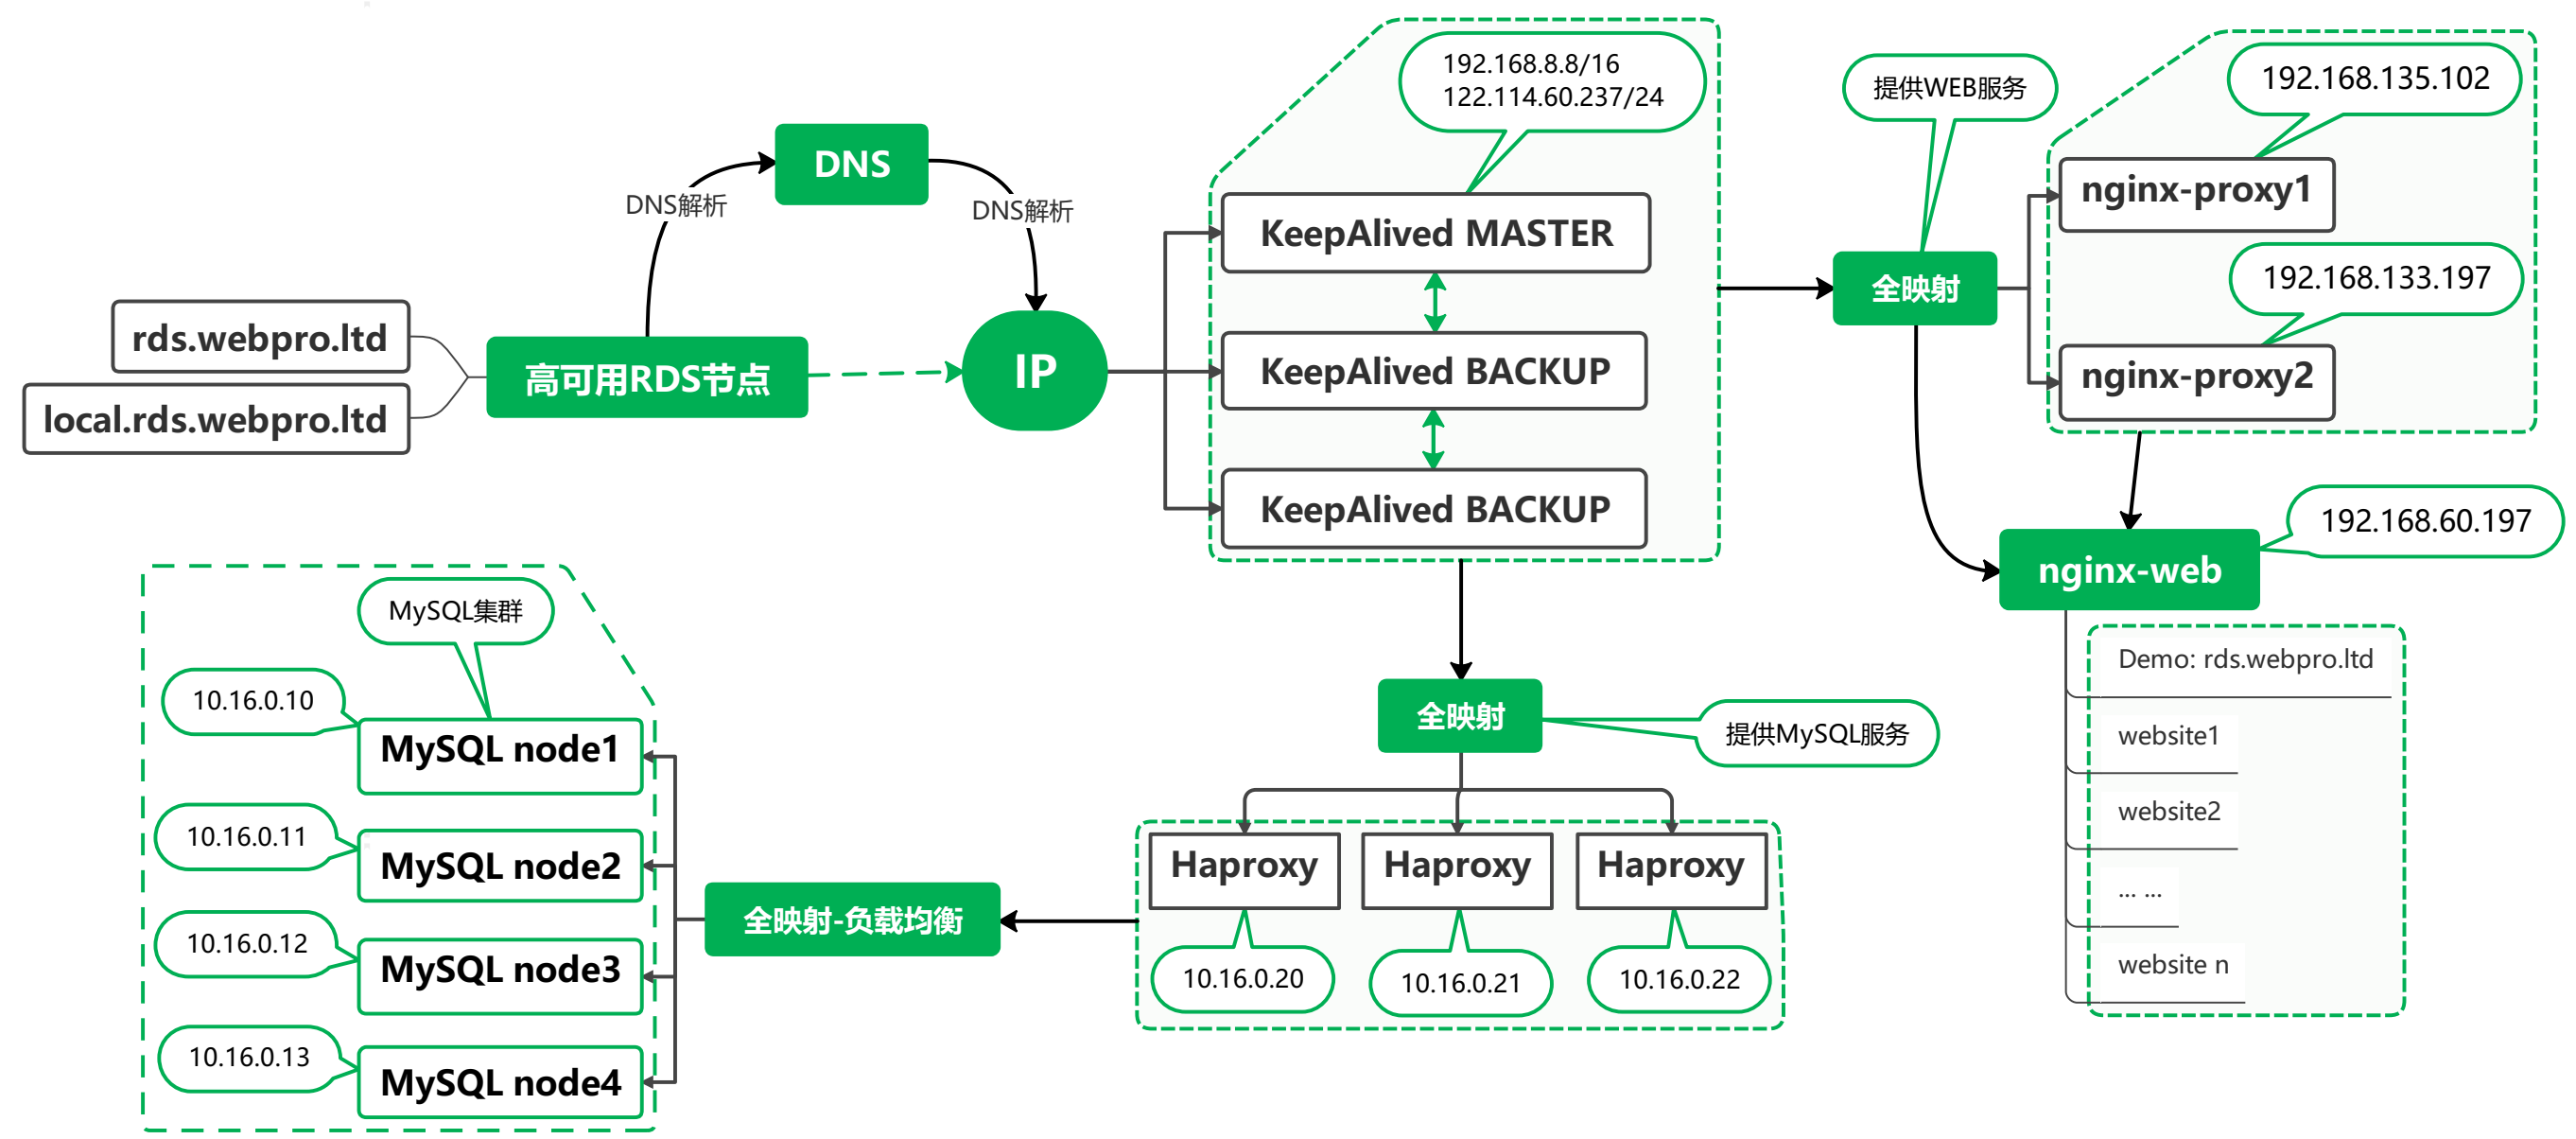 rds.webpro.ltd
local.rds.webpro.ltd
高可用RDS节点
DNS解析
DNS
DNS解析
IP
192.168.8.8/16
122.114.60.237/24
KeepAlived MASTER
KeepAlived BACKUP
KeepAlived BACKUP
提供WEB服务
全映射
192.168.135.102
nginx-proxy1
192.168.133.197
nginx-proxy2
192.168.60.197
nginx-web
Demo: rds.webpro.ltd
website1
website2
... ...
website n
全映射
提供MySQL服务
Haproxy
Haproxy
Haproxy
10.16.0.20
10.16.0.21
10.16.0.22
全映射-负载均衡
MySQL集群
10.16.0.10
MySQL node1
10.16.0.11
MySQL node2
10.16.0.12
MySQL node3
10.16.0.13
MySQL node4